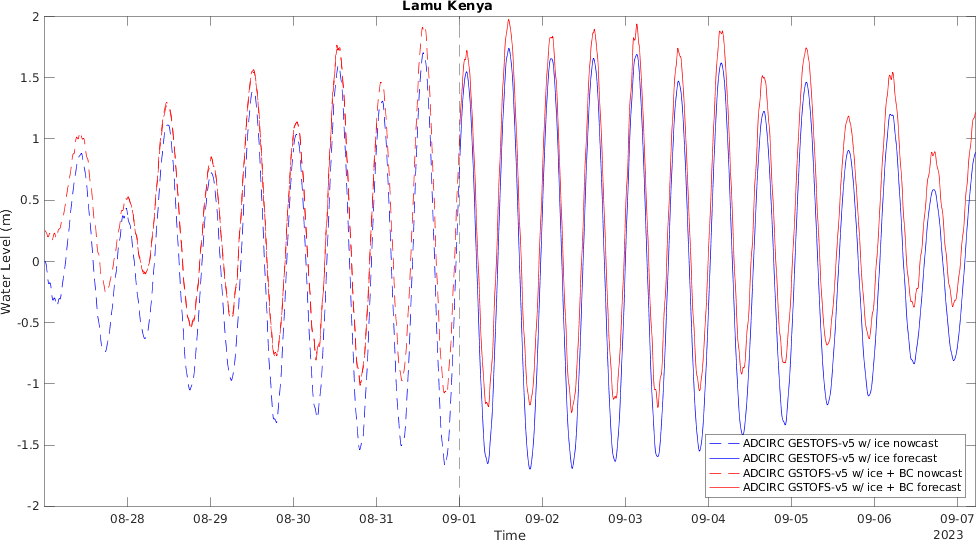 Lamu Kenya
2
1.5
1
0.5
0
-0.5
-1
-1.5
-2
Water Level (m)
08-28 08-29 08-30 08-31 09-01 09-02 09-03 09-04 09-05 09-06 09-07
Time
2023
ADCIRC GESTOFS-v5 w/ ice nowcast
ADCIRC GESTOFS-v5 w/ ice forecast
ADCIRC GSTOFS-v5 w/ ice + BC nowcast
ADCIRC GSTOFS-v5 w/ ice + BC forecast